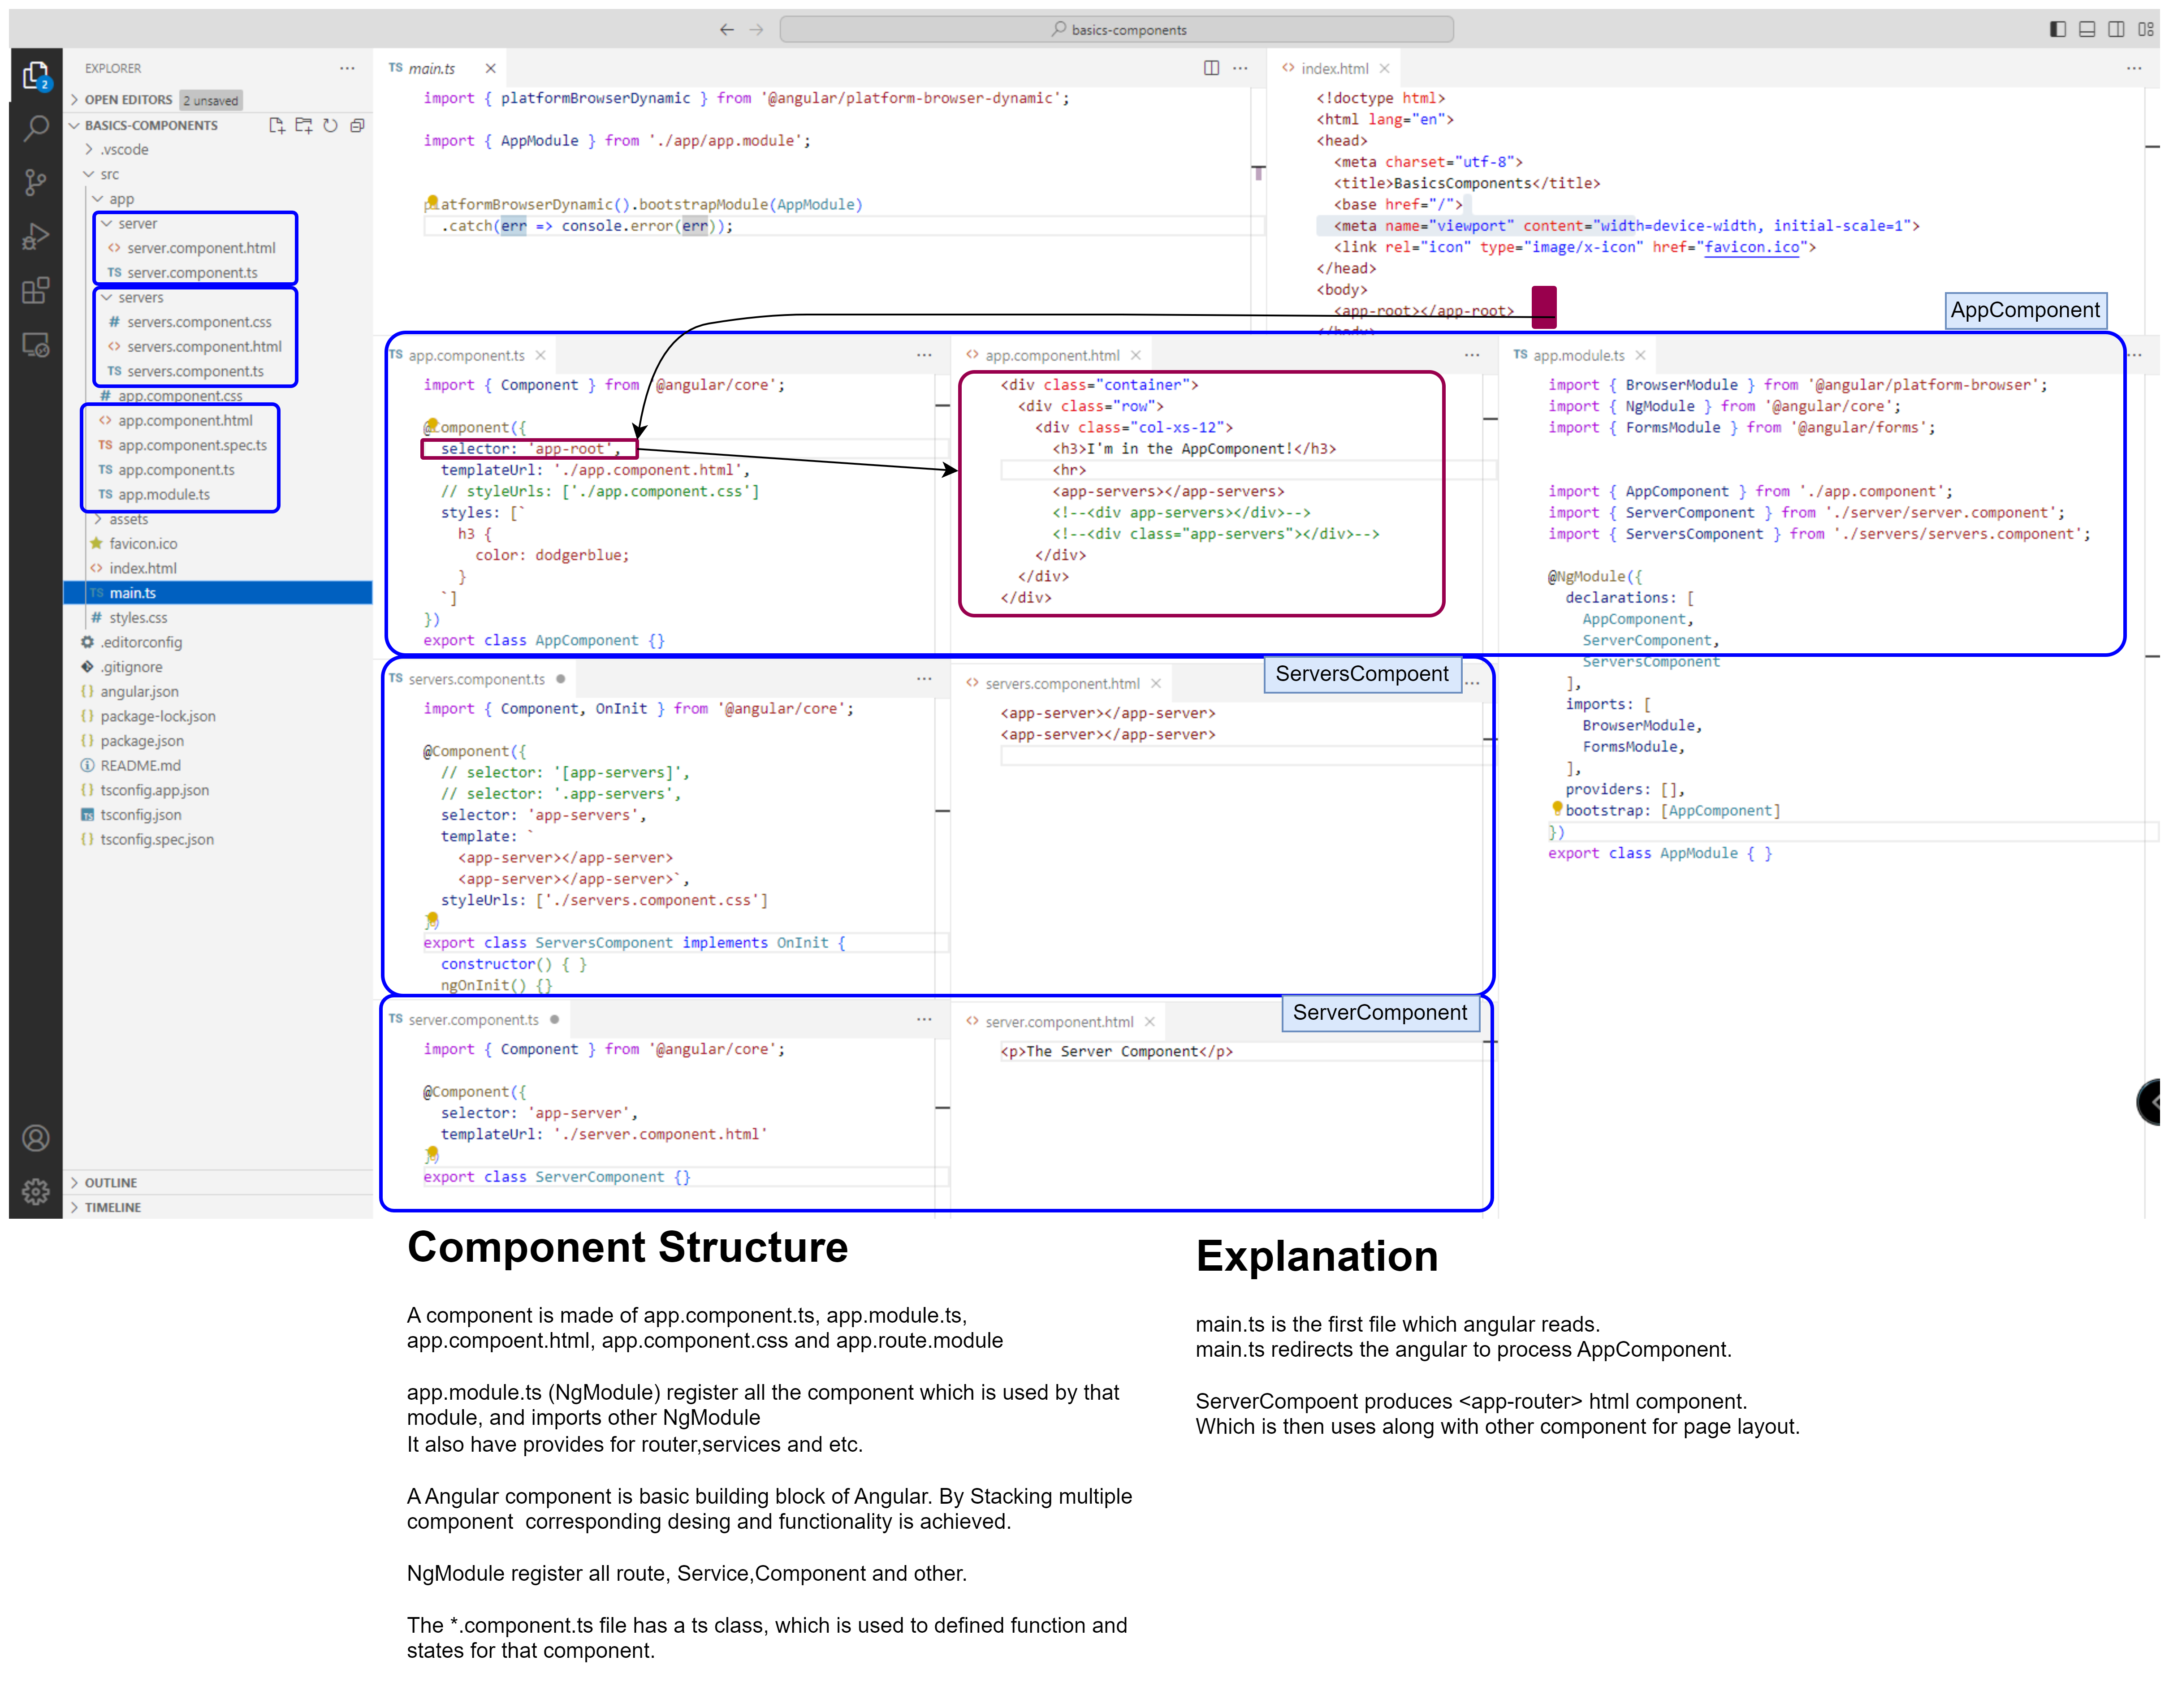 basics-components
EXPLORER
OPEN EDITORS 2 unsaved
BASICS-COMPONENTS
.vscode
src
app
server
server.component.html
TS server.component.ts
servers
# servers.component.css
servers.component.html
TS servers.component.ts
# app.component.css
app.component.html
TS app.component.spec.ts
TS app.component.ts
TS app.module.ts
assets
favicon.ico
index.html
TS main.ts
# styles.css
.editorconfig
.gitignore
{} angular.json
{} package-lock.json
{} package.json
README.md
{} tsconfig.app.json
TS tsconfig.json
{} tsconfig.spec.json
OUTLINE
TIMELINE
2
TS main.ts
import { platformBrowserDynamic } from '@angular/platform-browser-dynamic';
import { AppModule } from './app/app.module';
platformBrowserDynamic().bootstrapModule(AppModule)
.catch(err => console.error(err));
<> index.html
<!doctype html>
<html lang="en">
<head>
<meta charset="utf-8">
<title>BasicsComponents</title>
<base href="/">
<meta name="viewport" content="width=device-width, initial-scale=1">
<link rel="icon" type="image/x-icon" href="favicon.ico">
</head>
<body>
<app-root></app-root>
</body>
AppComponent
TS app.component.ts
import { Component } from '@angular/core';
@Component({
selector: 'app-root',
templateUrl: './app.component.html',
// styleUrls: ['./app.component.css']
styles: [`
h3 {
color: dodgerblue;
}
`]
})
export class AppComponent {}
<> app.component.html
<div class="container">
<div class="row">
<div class="col-xs-12">
<h3>I'm in the AppComponent!</h3>
<hr>
<app-servers></app-servers>
<!--<div app-servers></div>-->
<!--<div class="app-servers"></div>-->
</div>
</div>
</div>
TS app.module.ts
import { BrowserModule } from '@angular/platform-browser';
import { NgModule } from '@angular/core';
import { FormsModule } from '@angular/forms';
import { AppComponent } from './app.component';
import { ServerComponent } from './server/server.component';
import { ServersComponent } from './servers/servers.component';
@NgModule({
declarations: [
AppComponent,
ServerComponent,
ServersComponent
],
imports: [
BrowserModule,
FormsModule,
],
providers: [],
bootstrap: [AppComponent]
})
export class AppModule { }
TS servers.component.ts
import { Component, OnInit } from '@angular/core';
@Component({
// selector: '[app-servers]',
// selector: '.app-servers',
selector: 'app-servers',
template: `
<app-server></app-server>
<app-server></app-server>`,
styleUrls: ['./servers.component.css']
})
export class ServersComponent implements OnInit {
constructor() { }
ngOnInit() {}
<> servers.component.html
ServersCompoent
<app-server></app-server>
<app-server></app-server>
TS server.component.ts
import { Component } from '@angular/core';
@Component({
selector: 'app-server',
templateUrl: './server.component.html'
})
export class ServerComponent {}
<> server.component.html
ServerComponent
<p>The Server Component</p>
Component Structure
A component is made of app.component.ts, app.module.ts,
app.compoent.html, app.component.css and app.route.module
app.module.ts (NgModule) register all the component which is used by that
module, and imports other NgModule
It also have provides for router,services and etc.
A Angular component is basic building block of Angular. By Stacking multiple
component  corresponding desing and functionality is achieved.
NgModule register all route, Service,Component and other.
The *.component.ts file has a ts class, which is used to defined function and
states for that component.
Explanation
main.ts is the first file which angular reads.
main.ts redirects the angular to process AppComponent.
ServerCompoent produces <app-router> html component.
Which is then uses along with other component for page layout.